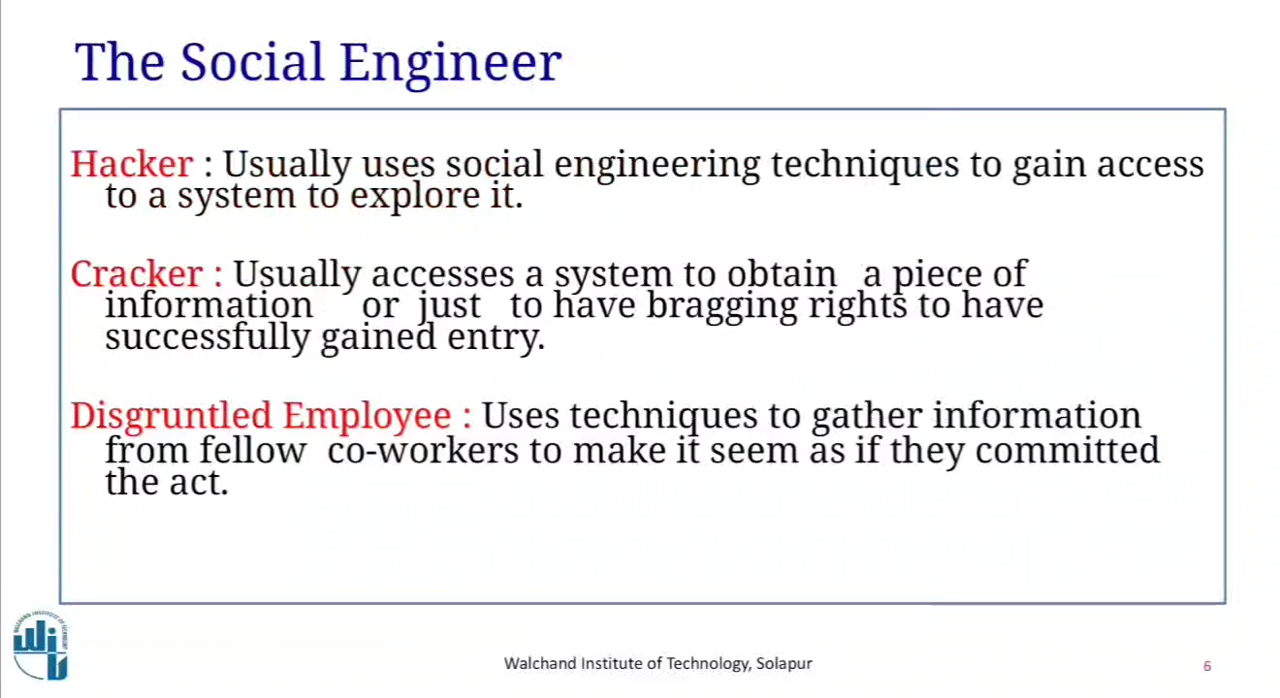 The Social Engineer
Hacker : Usually uses social engineering techniques to gain access
to a system to explore it.
Cracker : Usually accesses a system to obtain a piece of
information or just to have bragging rights to have
successfully gained entry.
Disgruntled Employee : Uses techniques to gather information
from fellow co-workers to make it seem as if they committed
the act.
Walchand Institute of Technology, Solapur
6